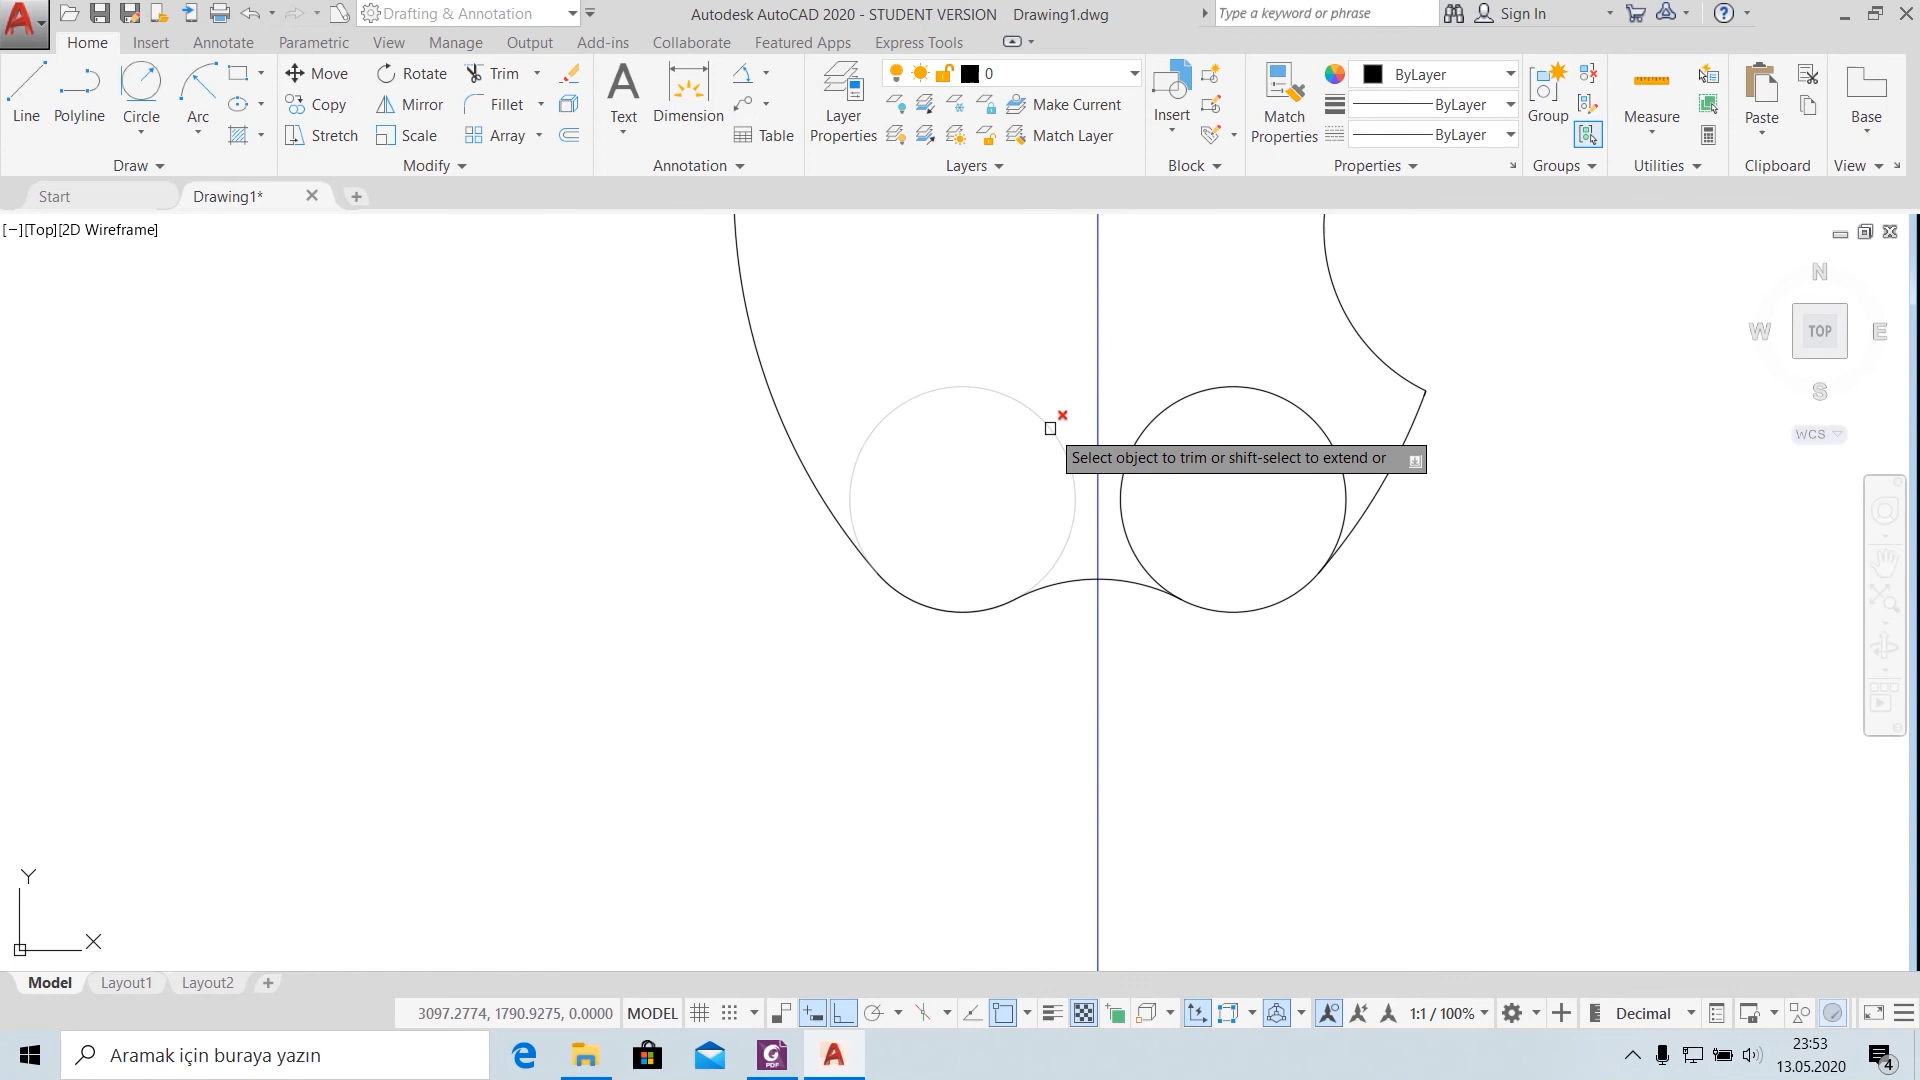 Drafting & Annotation
Autodesk AutoCAD 2020 - STUDENT VERSION Drawing1.dwg
Type a keyword or phrase
Sign In
Home Insert Annotate Parametric View Manage Output Add-ins Collaborate Featured Apps Express Tools
Line Polyline Circle Arc
Move Rotate Trim
Copy Mirror Fillet
Stretch Scale Array
Text Dimension Table
Layer Properties
0
Make Current
Match Layer
Insert
Match Properties
ByLayer
ByLayer
ByLayer
Group
Measure
Paste
Base
Draw Modify Annotation Layers Block Properties Groups Utilities Clipboard View
Start Drawing1*
[−][Top][2D Wireframe]
N
W TOP E
S
WCS
Select object to trim or shift-select to extend or
Y
X
Model Layout1 Layout2
3097.2774, 1790.9275, 0.0000 MODEL 1:1 / 100% Decimal
Aramak için buraya yazın
PDF
23:53
13.05.2020
4